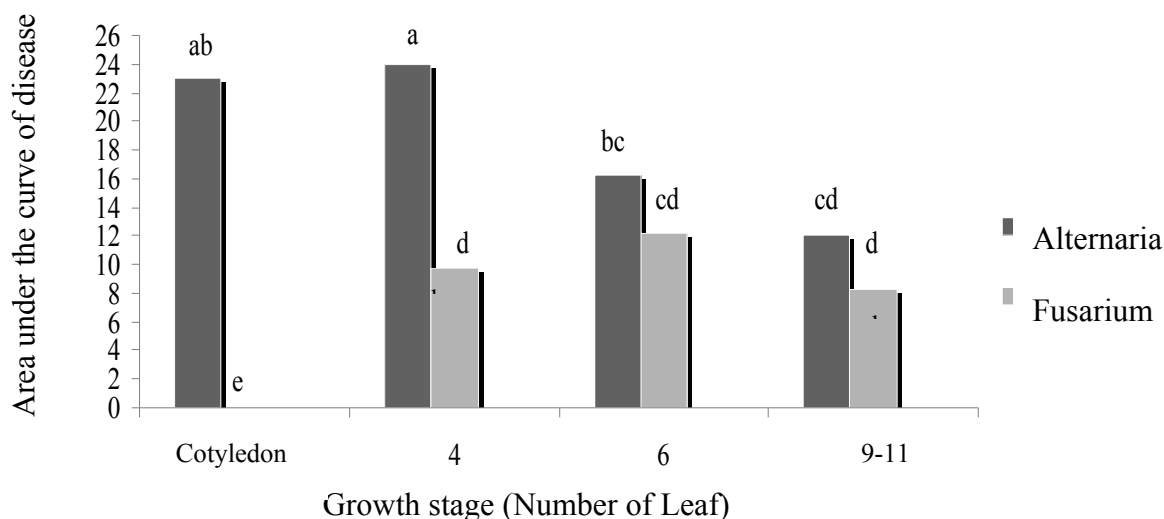 Area under the curve of disease
26
24
22
20
18
16
14
12
10
8
6
4
2
0
ab
e
a
d
bc
cd
cd
d
Cotyledon
4
6
9-11
Growth stage (Number of Leaf)
Alternaria
Fusarium